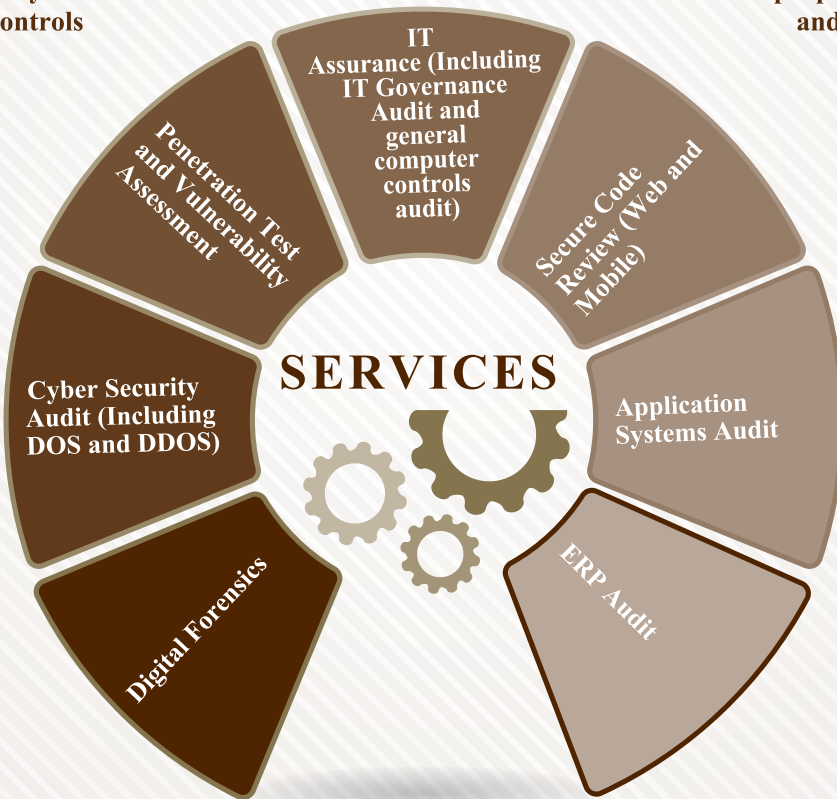 ontrols
and
IT
Assurance (Including
IT Governance
Audit and
general
computer
controls
audit)
Penetration Test
and Vulnerability
Assessment
Secure Code
Review (Web and
Mobile)
Cyber Security
Audit (Including
DOS and DDOS)
SERVICES
Application
Systems Audit
Digital Forensics
ERP Audit